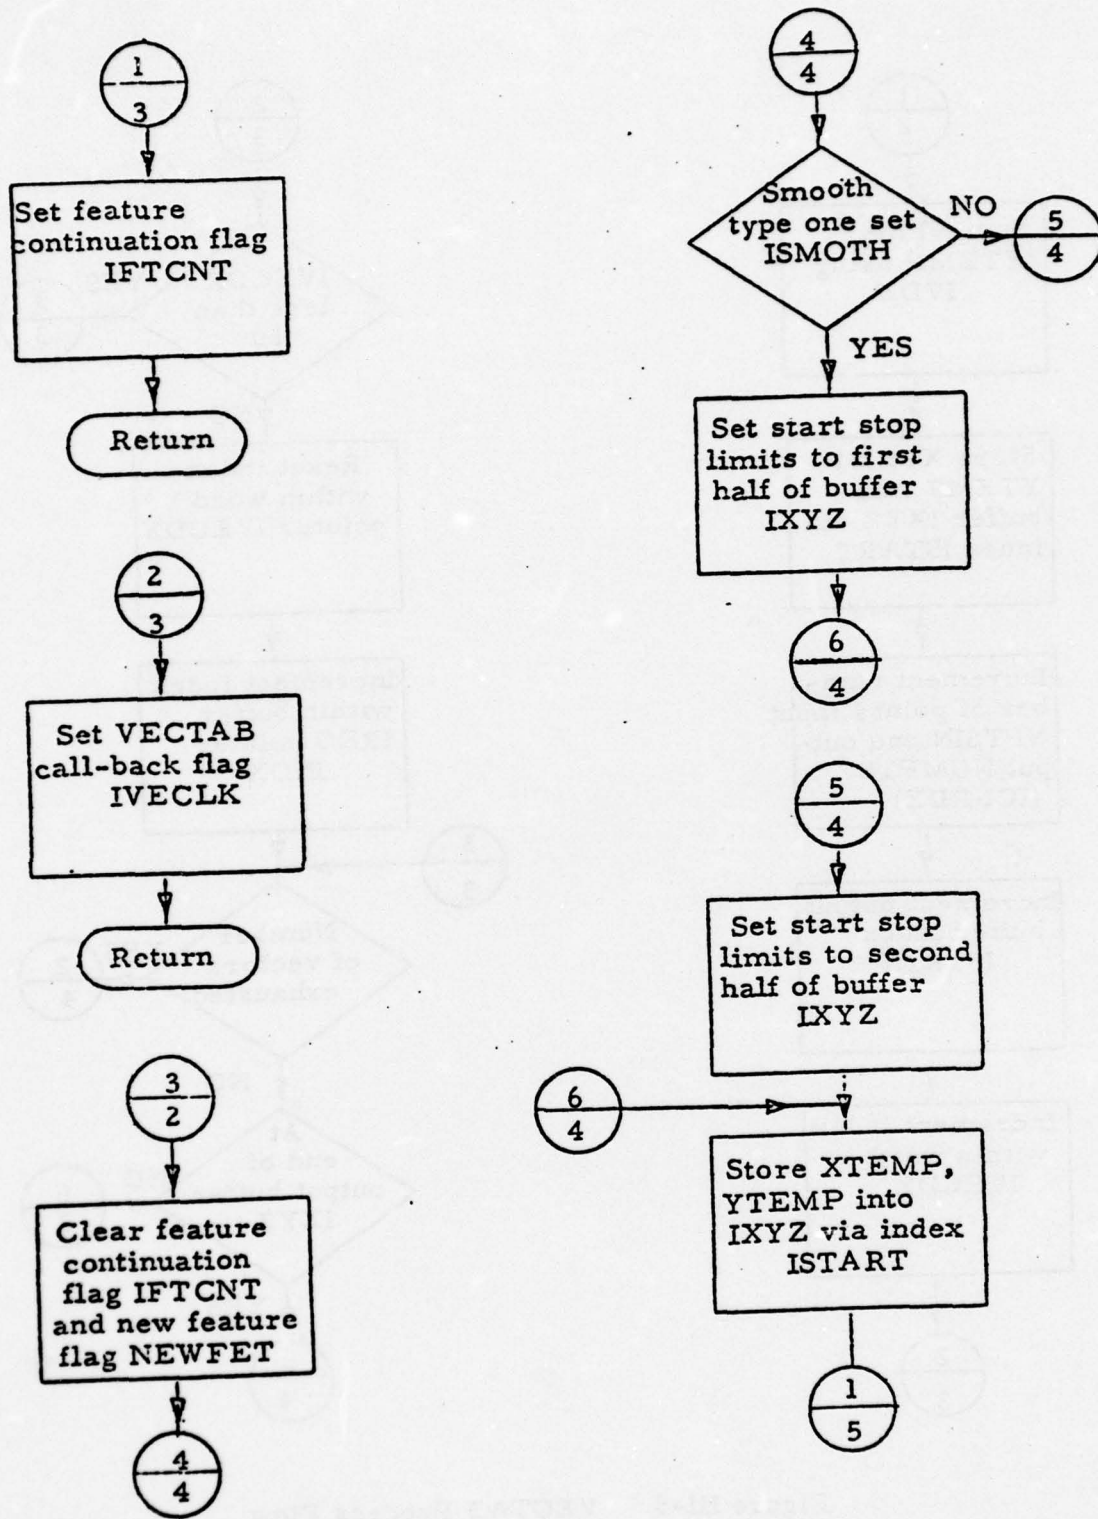 1
3
Set feature
continuation flag
IFTCNT
Return
2
3
Set VECTAB
call-back flag
IVECLK
Return
3
2
Clear feature
continuation
flag IFTCNT
and new feature
flag NEWFET
4
4
4
4
Smooth
type one set
ISMOTH
NO
5
4
YES
Set start stop
limits to first
half of buffer
IXYZ
6
4
5
4
Set start stop
limits to second
half of buffer
IXYZ
6
4
Store XTEMP,
YTEMP into
IXYZ via index
ISTART
1
5